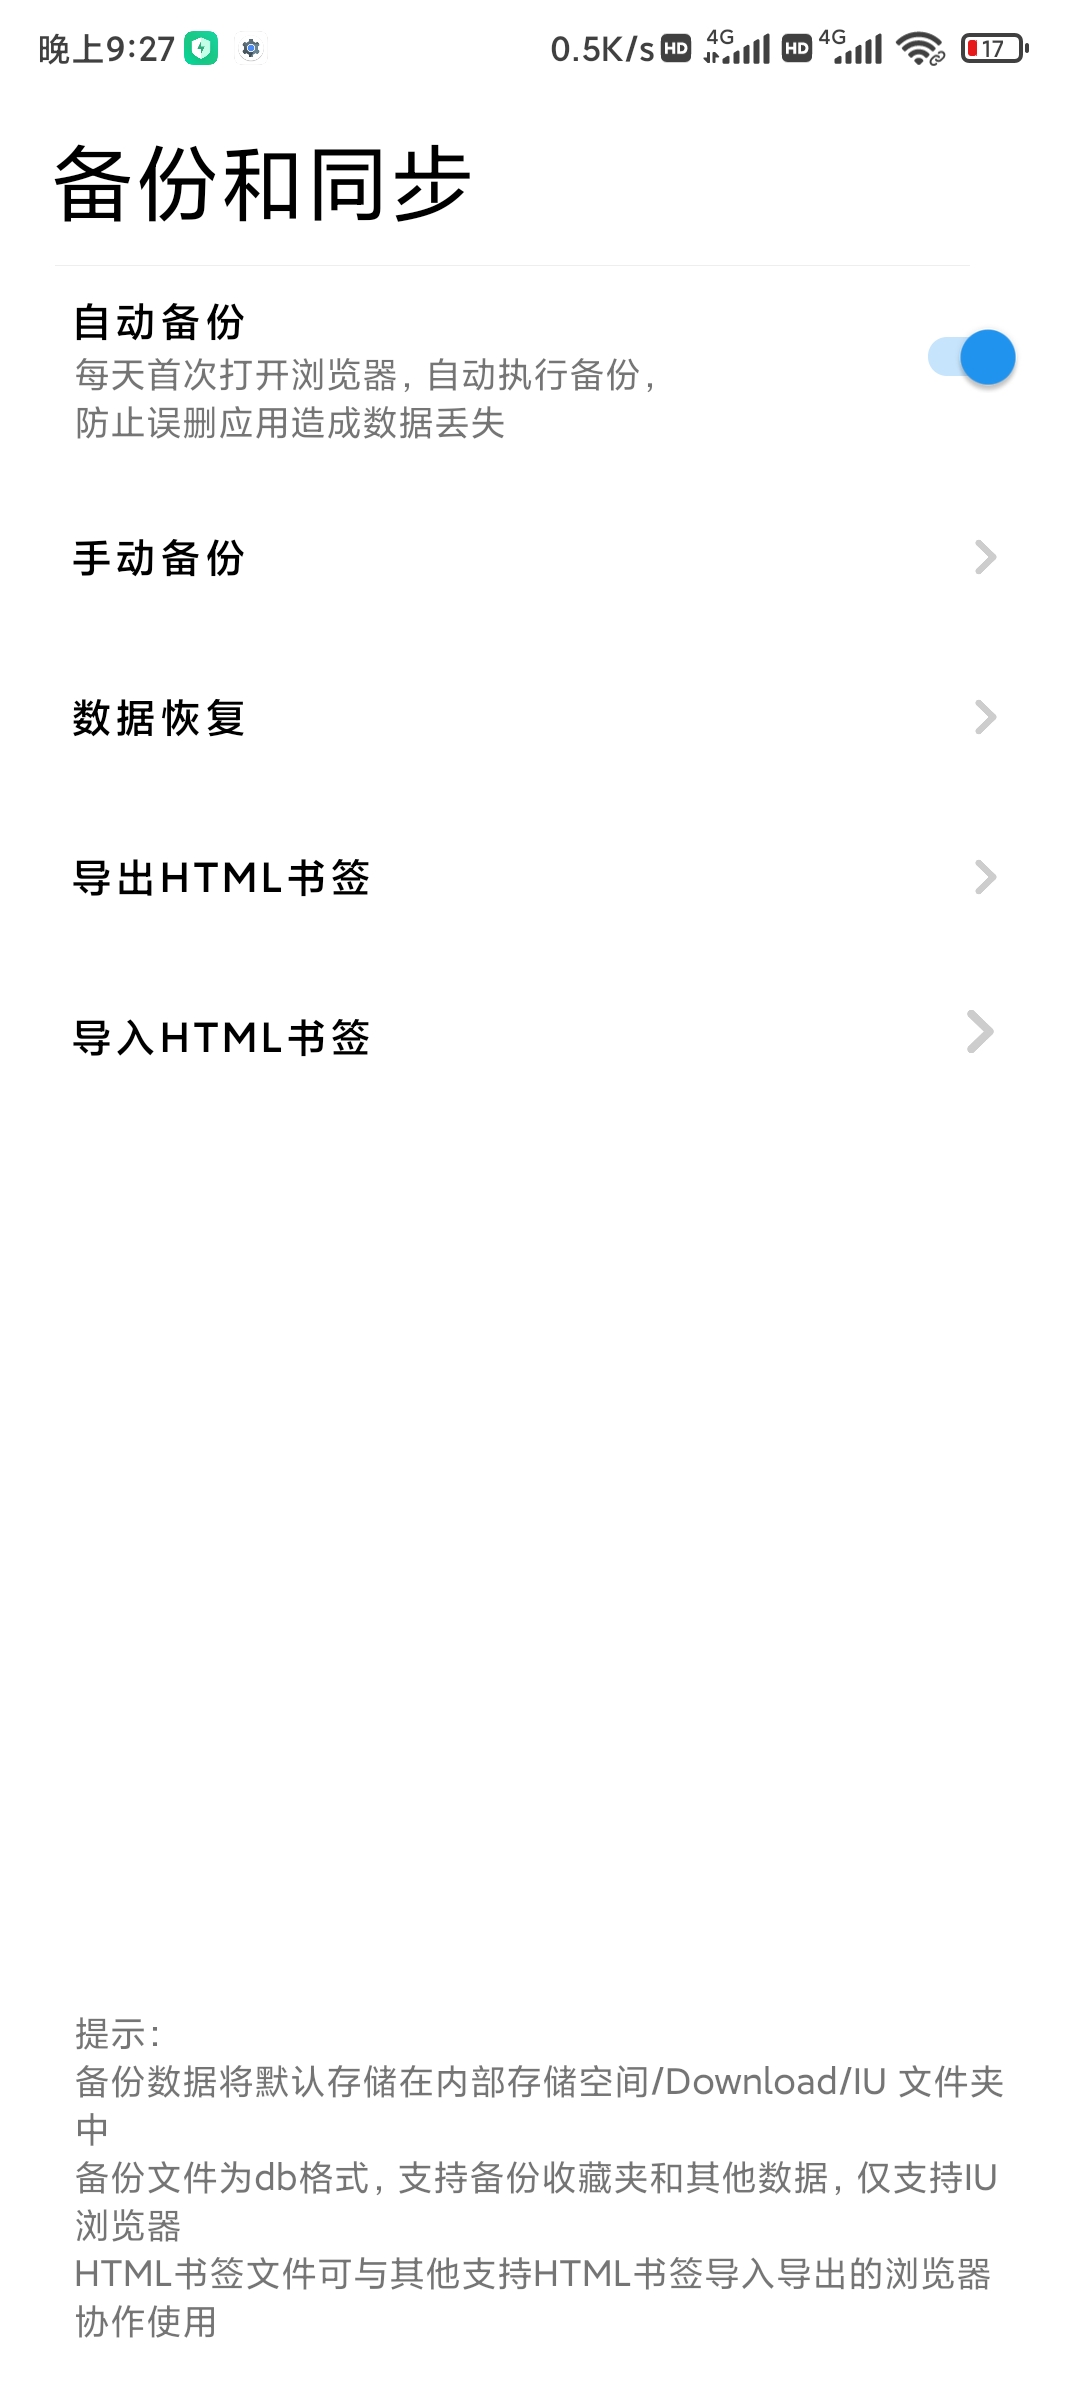 晚上9:27 0.5K/s HD 4G HD 4G 17
备份和同步
自动备份
每天首次打开浏览器，自动执行备份，
防止误删应用造成数据丢失
手动备份
数据恢复
导出HTML书签
导入HTML书签
提示：
备份数据将默认存储在内部存储空间/Download/IU 文件夹
中
备份文件为db格式，支持备份收藏夹和其他数据，仅支持IU
浏览器
HTML书签文件可与其他支持HTML书签导入导出的浏览器
协作使用